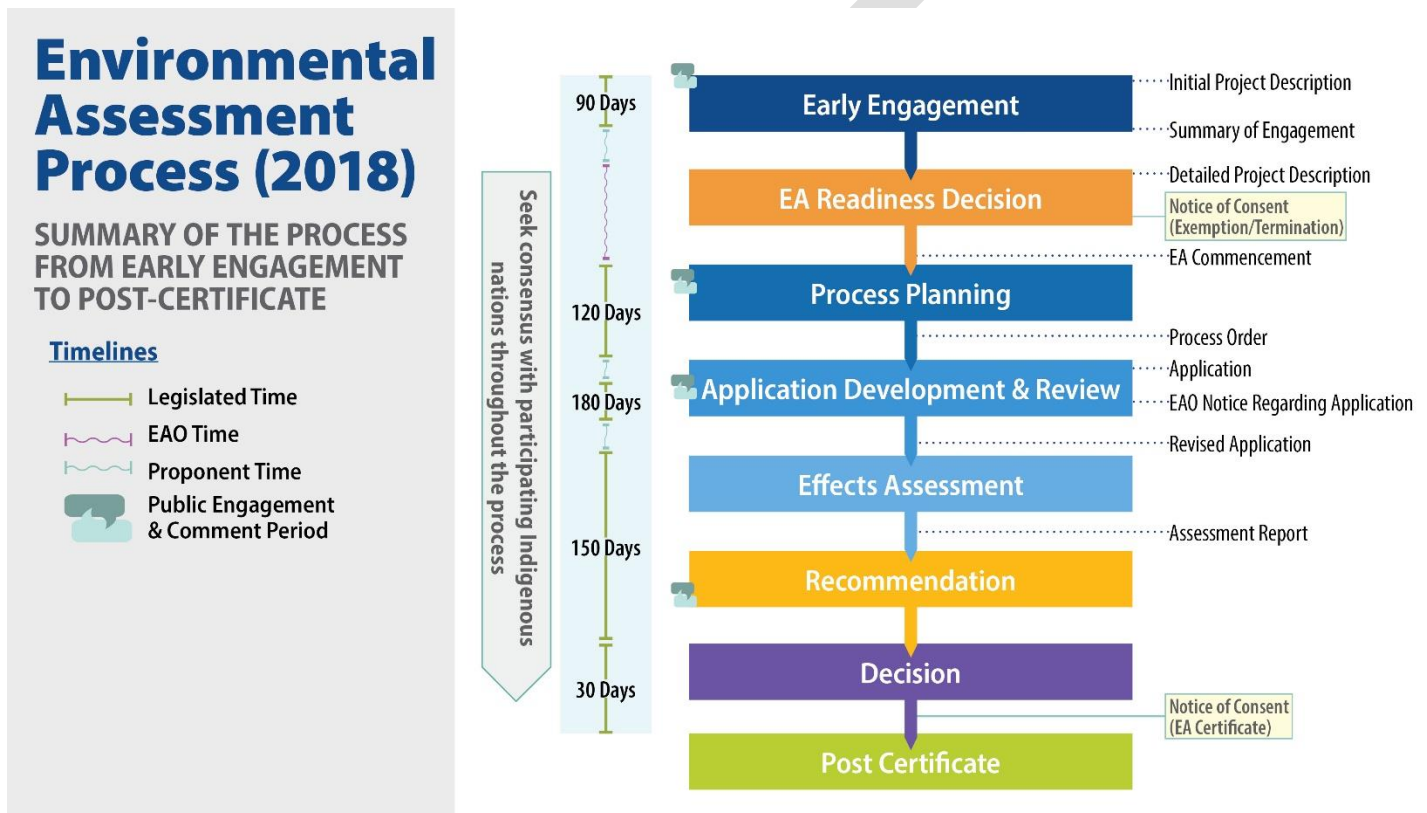 Environmental
Assessment
Process (2018)
SUMMARY OF THE PROCESS
FROM EARLY ENGAGEMENT
TO POST-CERTIFICATE
Timelines
Legislated Time
EAO Time
Proponent Time
Public Engagement
& Comment Period
Seek consensus with participating Indigenous
nations throughout the process
90 Days
120 Days
180 Days
150 Days
30 Days
Early Engagement
EA Readiness Decision
Process Planning
Application Development & Review
Effects Assessment
Recommendation
Decision
Post Certificate
Initial Project Description
Summary of Engagement
Detailed Project Description
Notice of Consent
(Exemption/Termination)
EA Commencement
Process Order
Application
EAO Notice Regarding Application
Revised Application
Assessment Report
Notice of Consent
(EA Certificate)